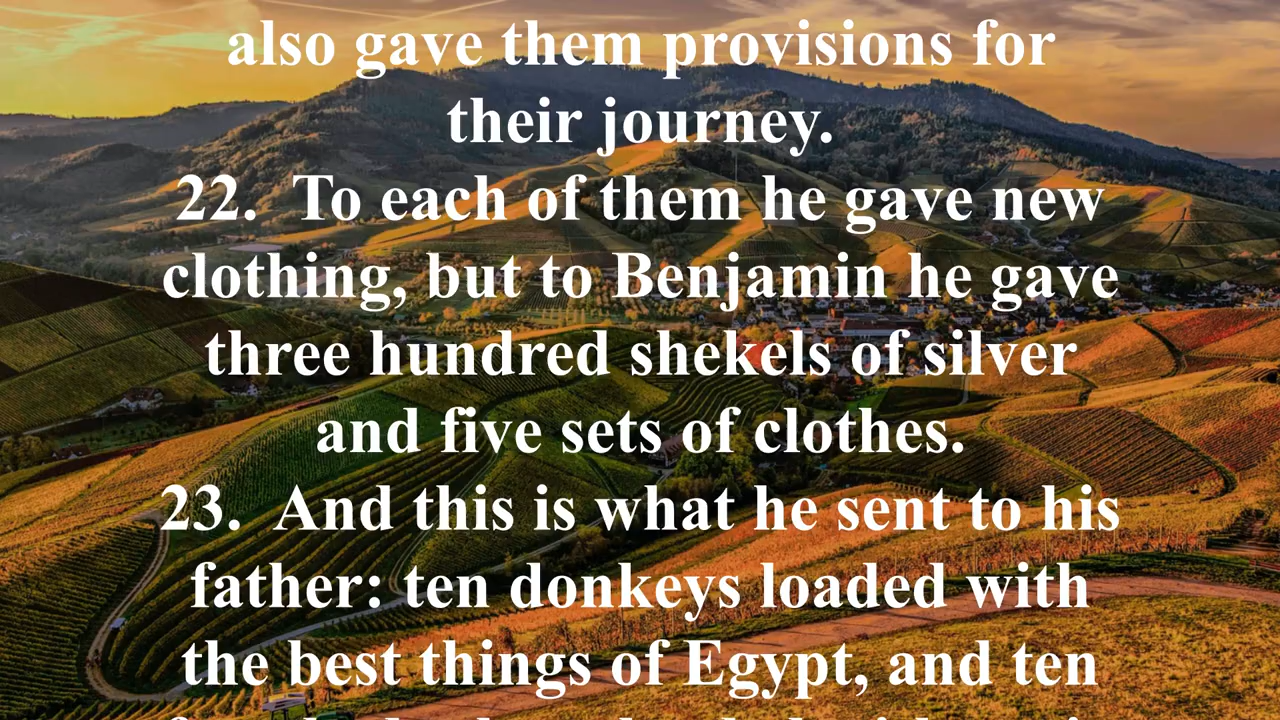 also gave them provisions for
their journey.
22. To each of them he gave new
clothing, but to Benjamin he gave
three hundred shekels of silver
and five sets of clothes.
23. And this is what he sent to his
father: ten donkeys loaded with
the best things of Egypt, and ten